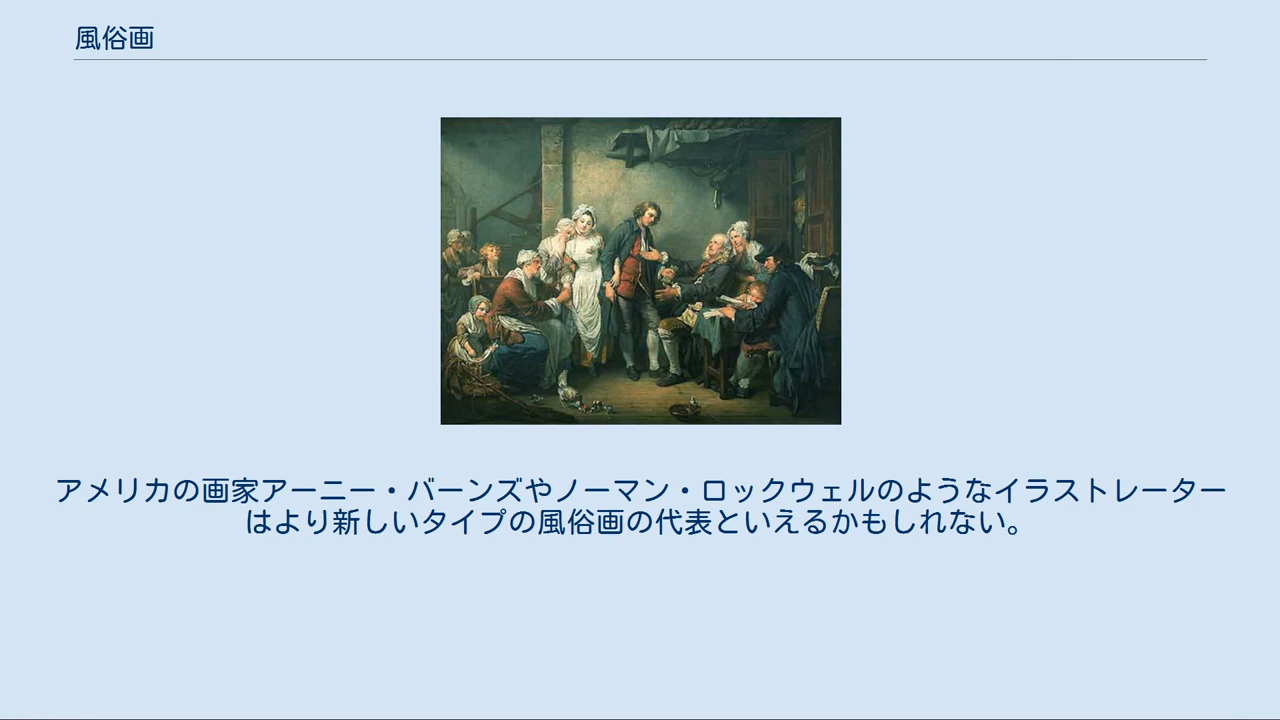 風俗画
アメリカの画家アーニー・バーンズやノーマン・ロックウェルのようなイラストレーター
はより新しいタイプの風俗画の代表といえるかもしれない。